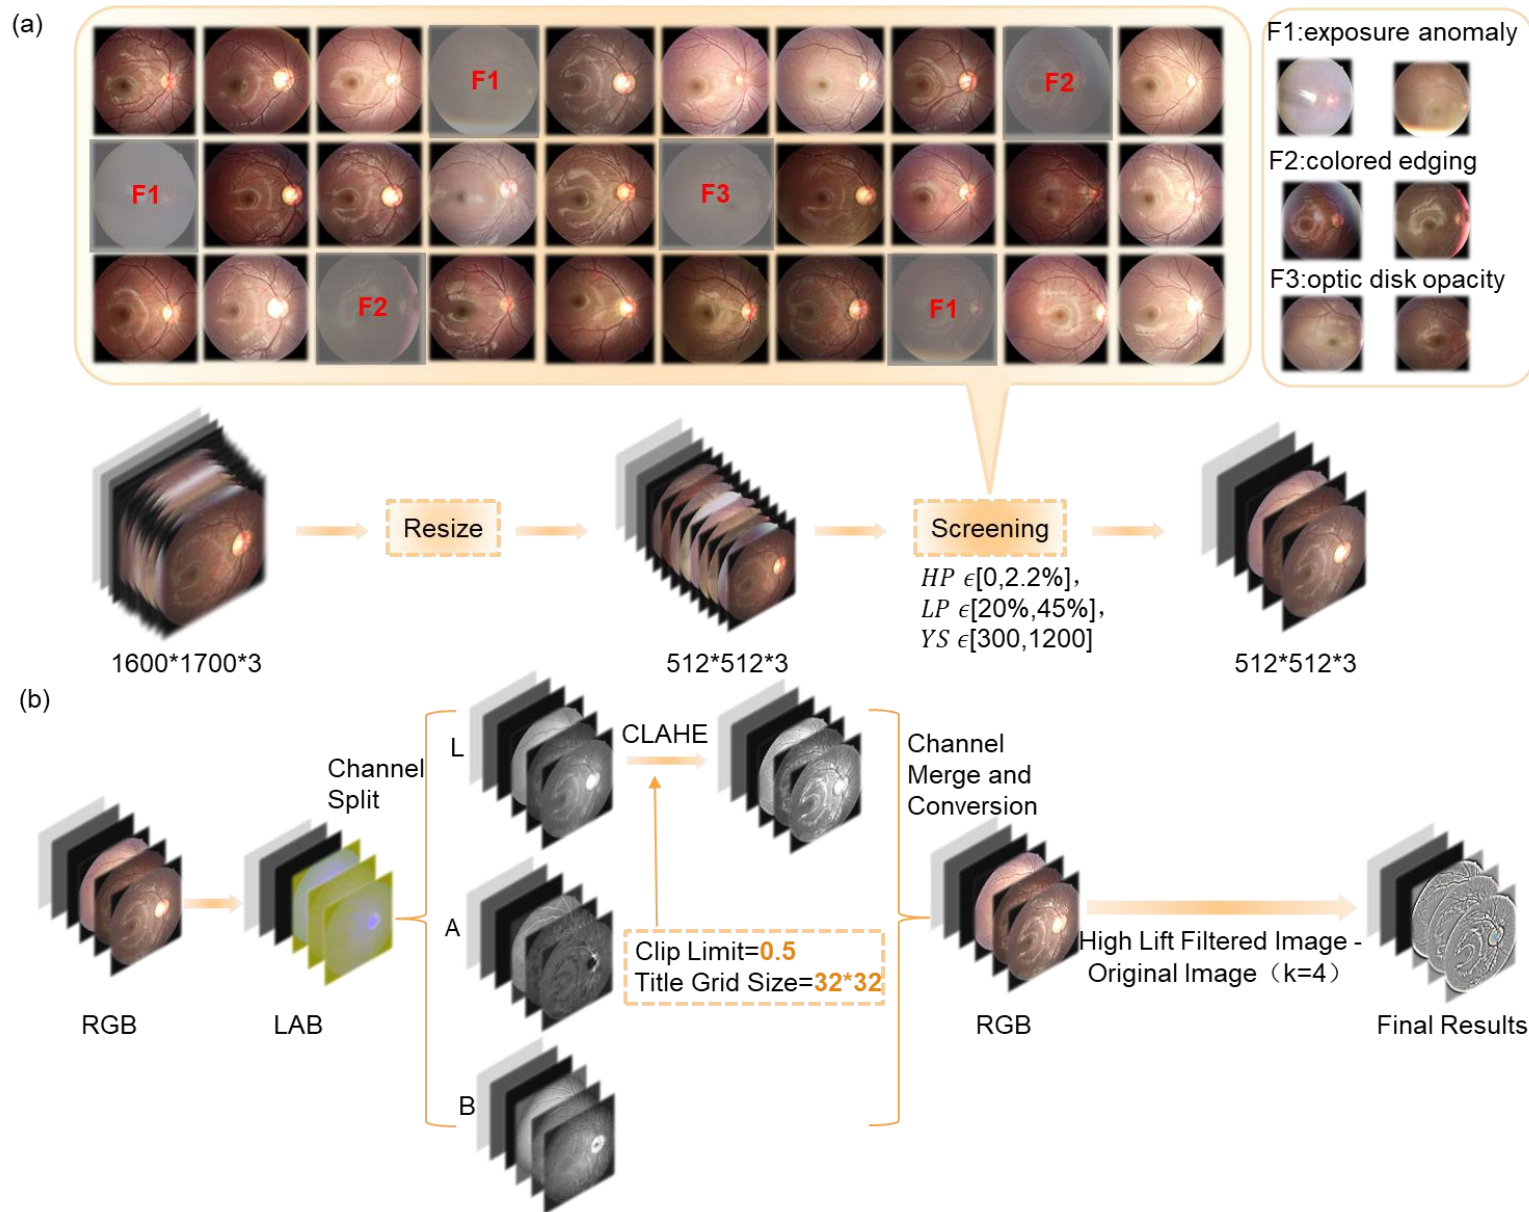 (a)
F1
F2
F1
F3
F2
F1
F1:exposure anomaly
F2:colored edging
F3:optic disk opacity
Resize
Screening
HP ϵ[0,2.2%],
LP ϵ[20%,45%],
YS ϵ[300,1200]
1600*1700*3
512*512*3
512*512*3
(b)
Channel
Split
L
CLAHE
Channel
Merge and
Conversion
A
Clip Limit=0.5
Title Grid Size=32*32
B
RGB
LAB
RGB
High Lift Filtered Image -
Original Image（k=4）
Final Results